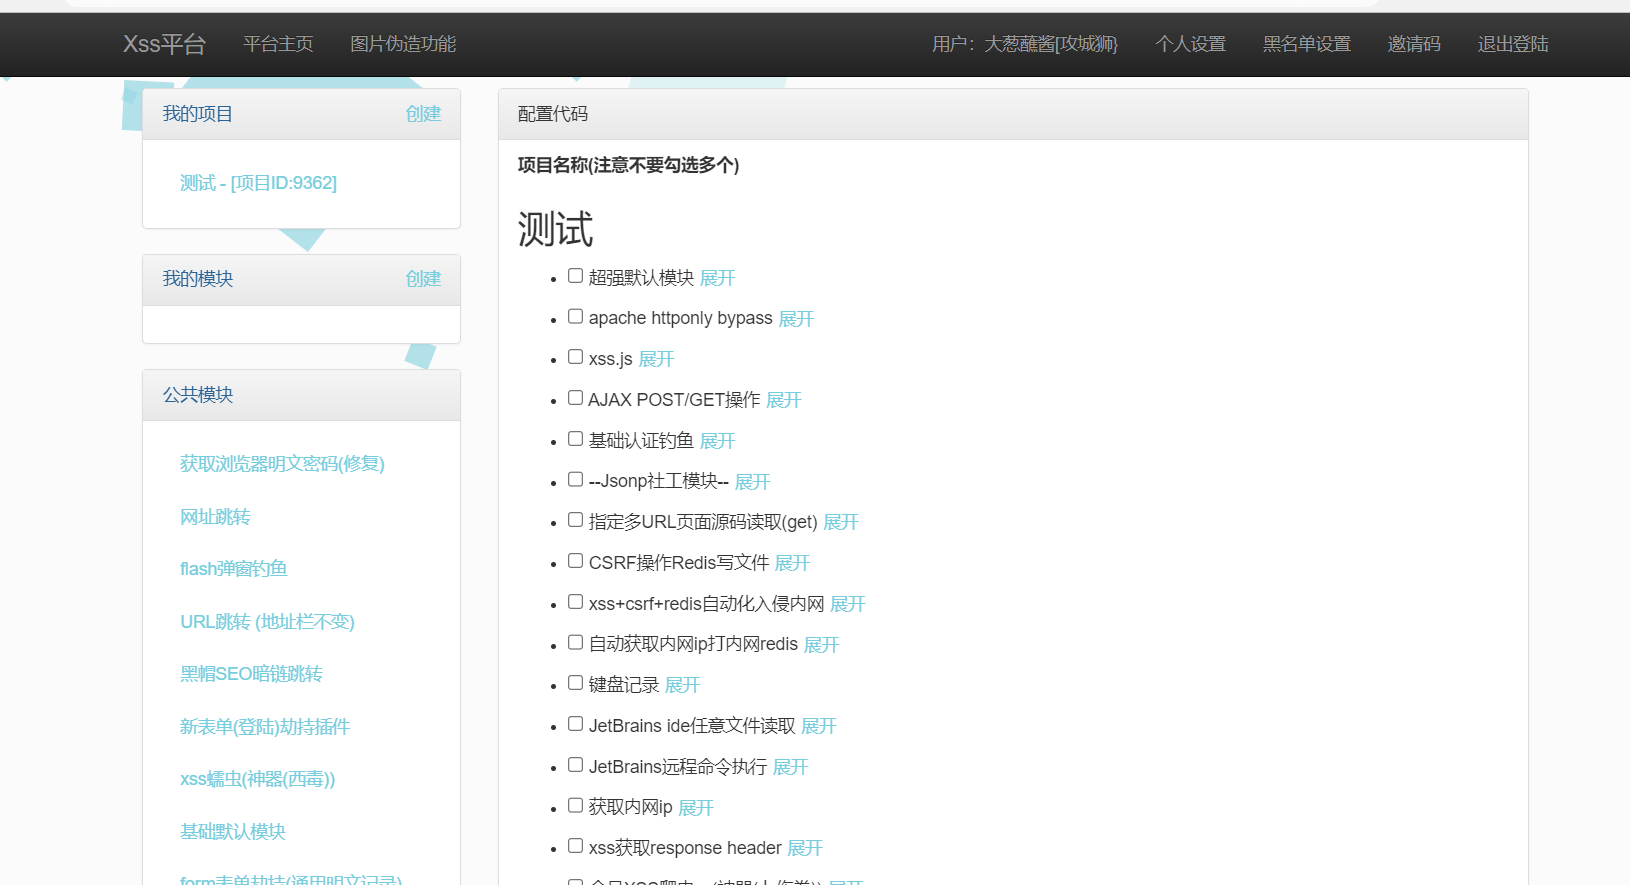 Xss平台 平台主页 图片伪造功能 用户：大葱蘸酱[攻城狮} 个人设置 黑名单设置 邀请码 退出登陆
我的项目 创建
测试 - [项目ID:9362]
我的模块 创建
公共模块
获取浏览器明文密码(修复)
网址跳转
flash弹窗钓鱼
URL跳转 (地址栏不变)
黑帽SEO暗链跳转
新表单(登陆)劫持插件
xss蠕虫(神器(西毒))
基础默认模块
form表单劫持(通用明文记录)
配置代码
项目名称(注意不要勾选多个)
测试
超强默认模块 展开
apache httponly bypass 展开
xss.js 展开
AJAX POST/GET操作 展开
基础认证钓鱼 展开
--Jsonp社工模块-- 展开
指定多URL页面源码读取(get) 展开
CSRF操作Redis写文件 展开
xss+csrf+redis自动化入侵内网 展开
自动获取内网ip打内网redis 展开
键盘记录 展开
JetBrains ide任意文件读取 展开
JetBrains远程命令执行 展开
获取内网ip 展开
xss获取response header 展开